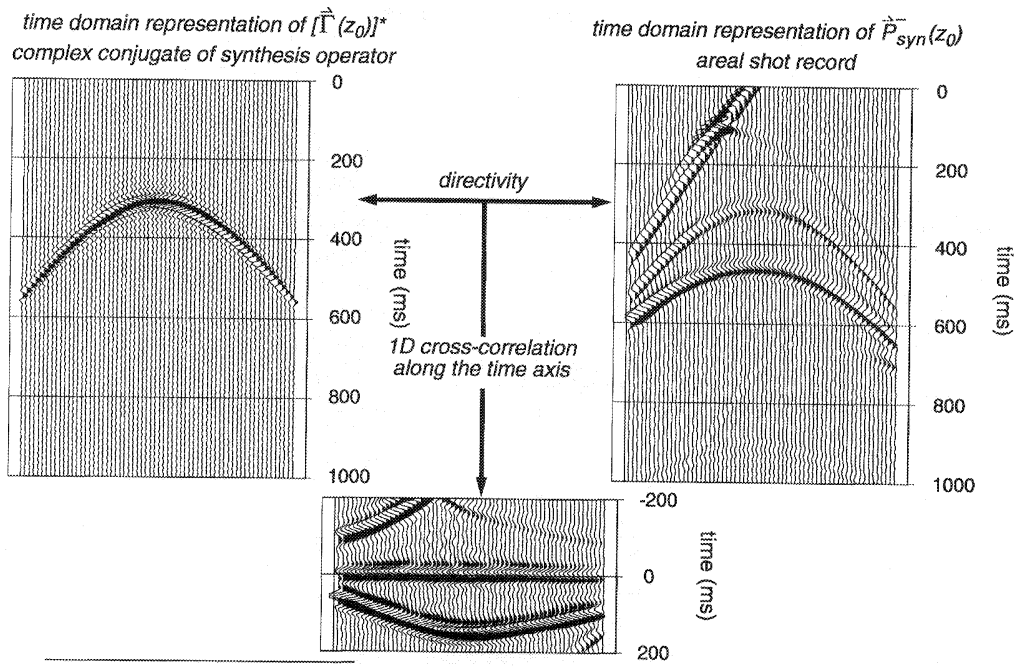 time domain representation of [Γ⃗(z₀)]*
complex conjugate of synthesis operator
0
200
400
600
800
1000
time (ms)
time domain representation of P⃗⁻syn(z₀)
areal shot record
0
200
400
600
800
1000
time (ms)
directivity
1D cross-correlation
along the time axis
-200
0
200
time (ms)